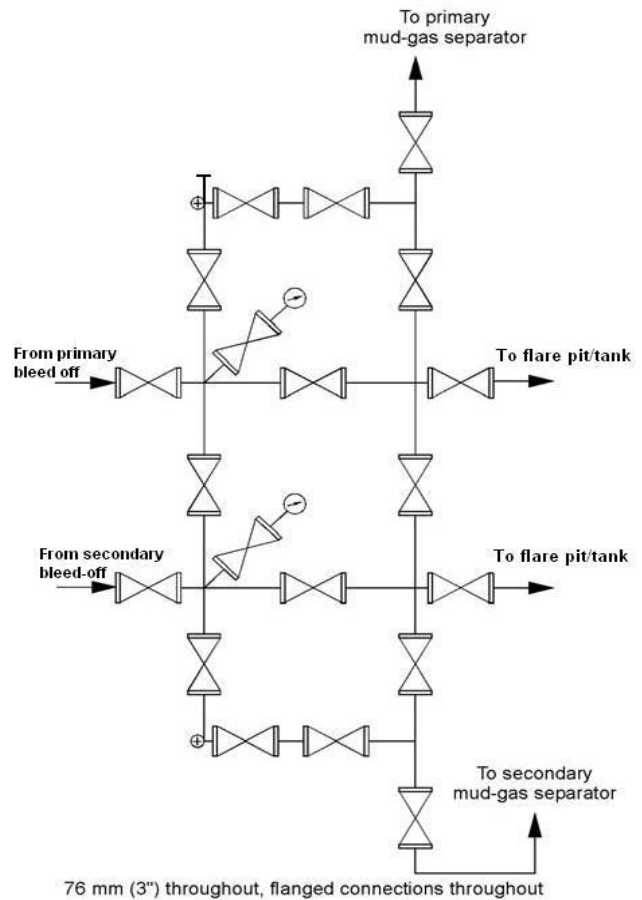 To primary
mud-gas separator
From primary
bleed off
To flare pit/tank
From secondary
bleed-off
To flare pit/tank
To secondary
mud-gas separator
76 mm (3") throughout, flanged connections throughout